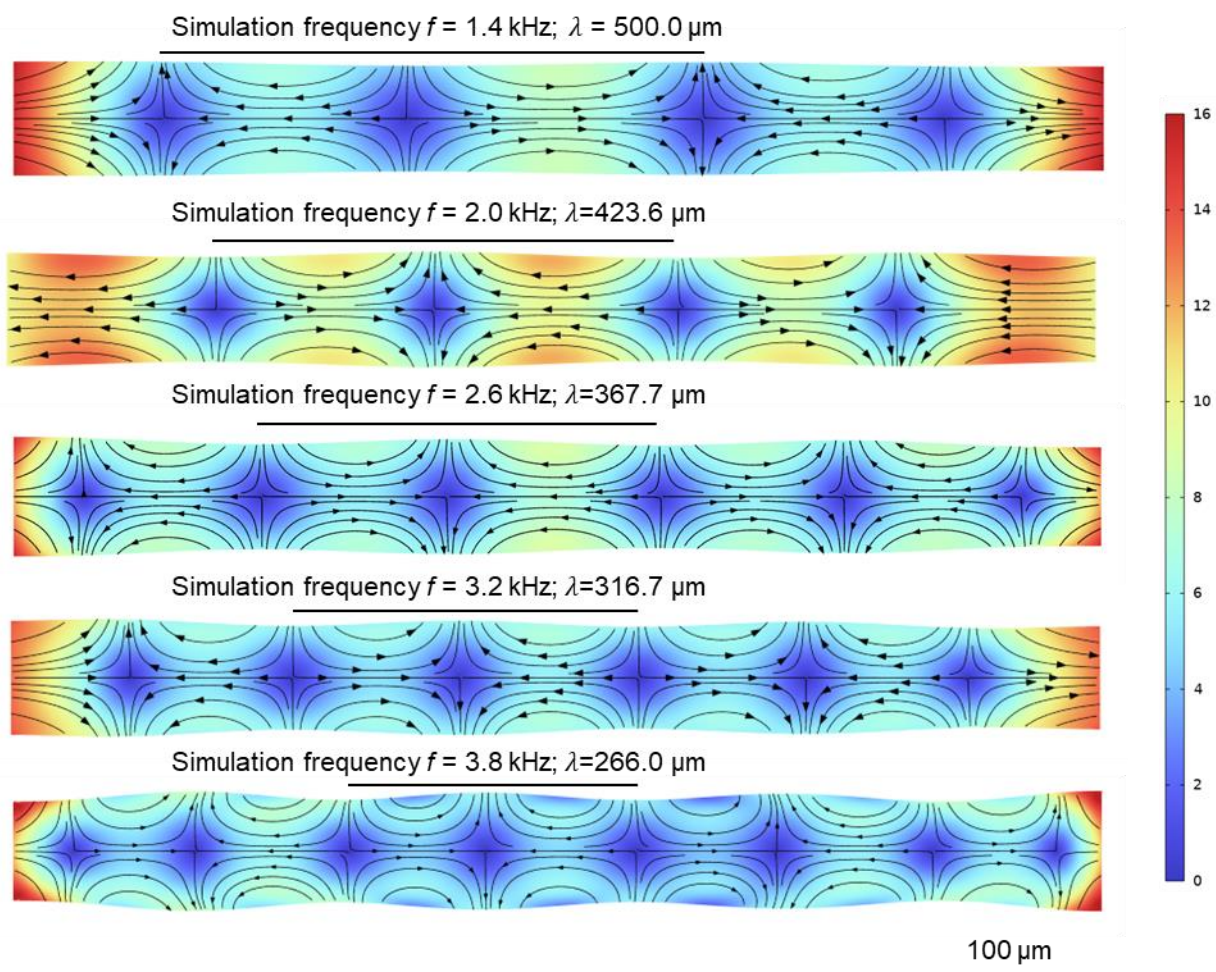 Simulation frequency f = 1.4 kHz; λ = 500.0 μm
Simulation frequency f = 2.0 kHz; λ=423.6 μm
Simulation frequency f = 2.6 kHz; λ=367.7 μm
Simulation frequency f = 3.2 kHz; λ=316.7 μm
Simulation frequency f = 3.8 kHz; λ=266.0 μm
16
14
12
10
8
6
4
2
0
100 μm